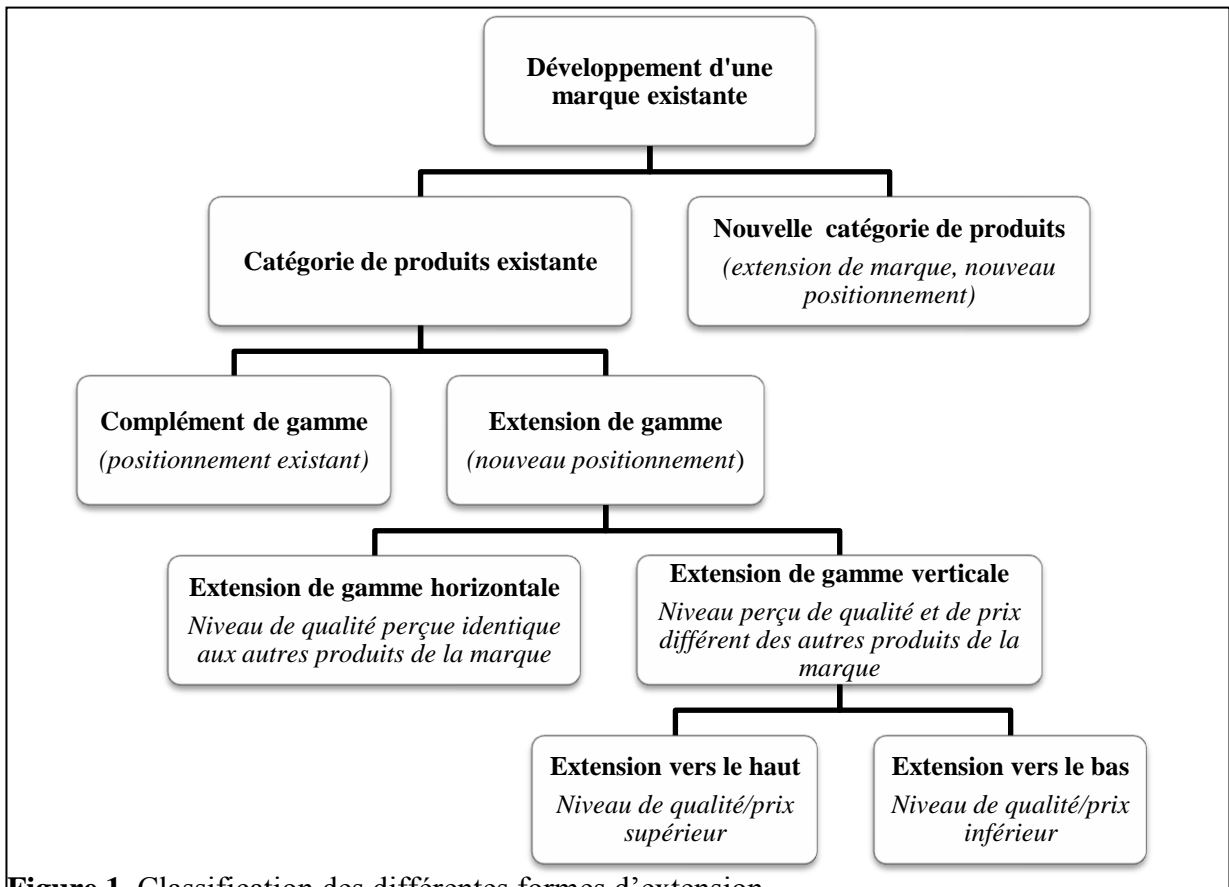 Développement d'une
marque existante
Catégorie de produits existante
Nouvelle catégorie de produits
(extension de marque, nouveau
positionnement)
Complément de gamme
(positionnement existant)
Extension de gamme
(nouveau positionnement)
Extension de gamme horizontale
Niveau de qualité perçue identique
aux autres produits de la marque
Extension de gamme verticale
Niveau perçu de qualité et de prix
différent des autres produits de la
marque
Extension vers le haut
Niveau de qualité/prix
supérieur
Extension vers le bas
Niveau de qualité/prix
inférieur
Figure 1. Classification des différentes formes d'extension